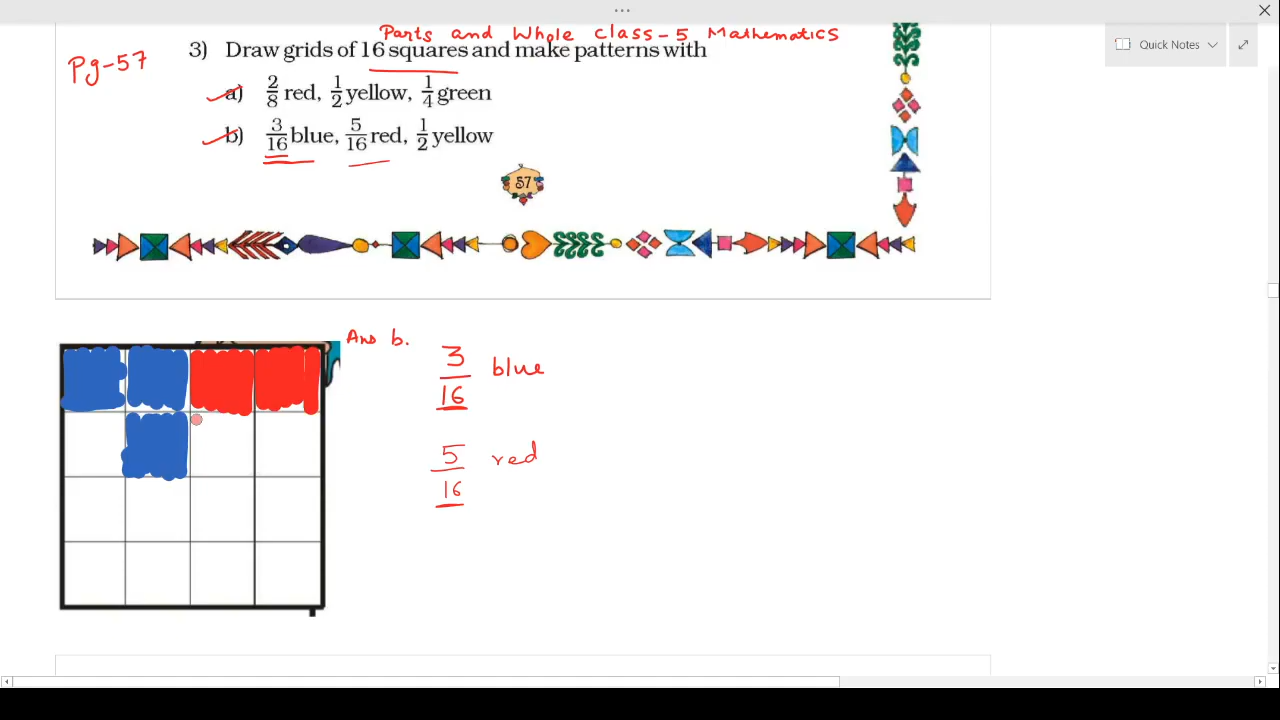 Quick Notes
Parts and Whole Class-5 Mathematics
Pg-57
3) Draw grids of 16 squares and make patterns with
a) 2/8 red, 1/2 yellow, 1/4 green
b) 3/16 blue, 5/16 red, 1/2 yellow
57
Ans b.
3/16 blue
5/16 red